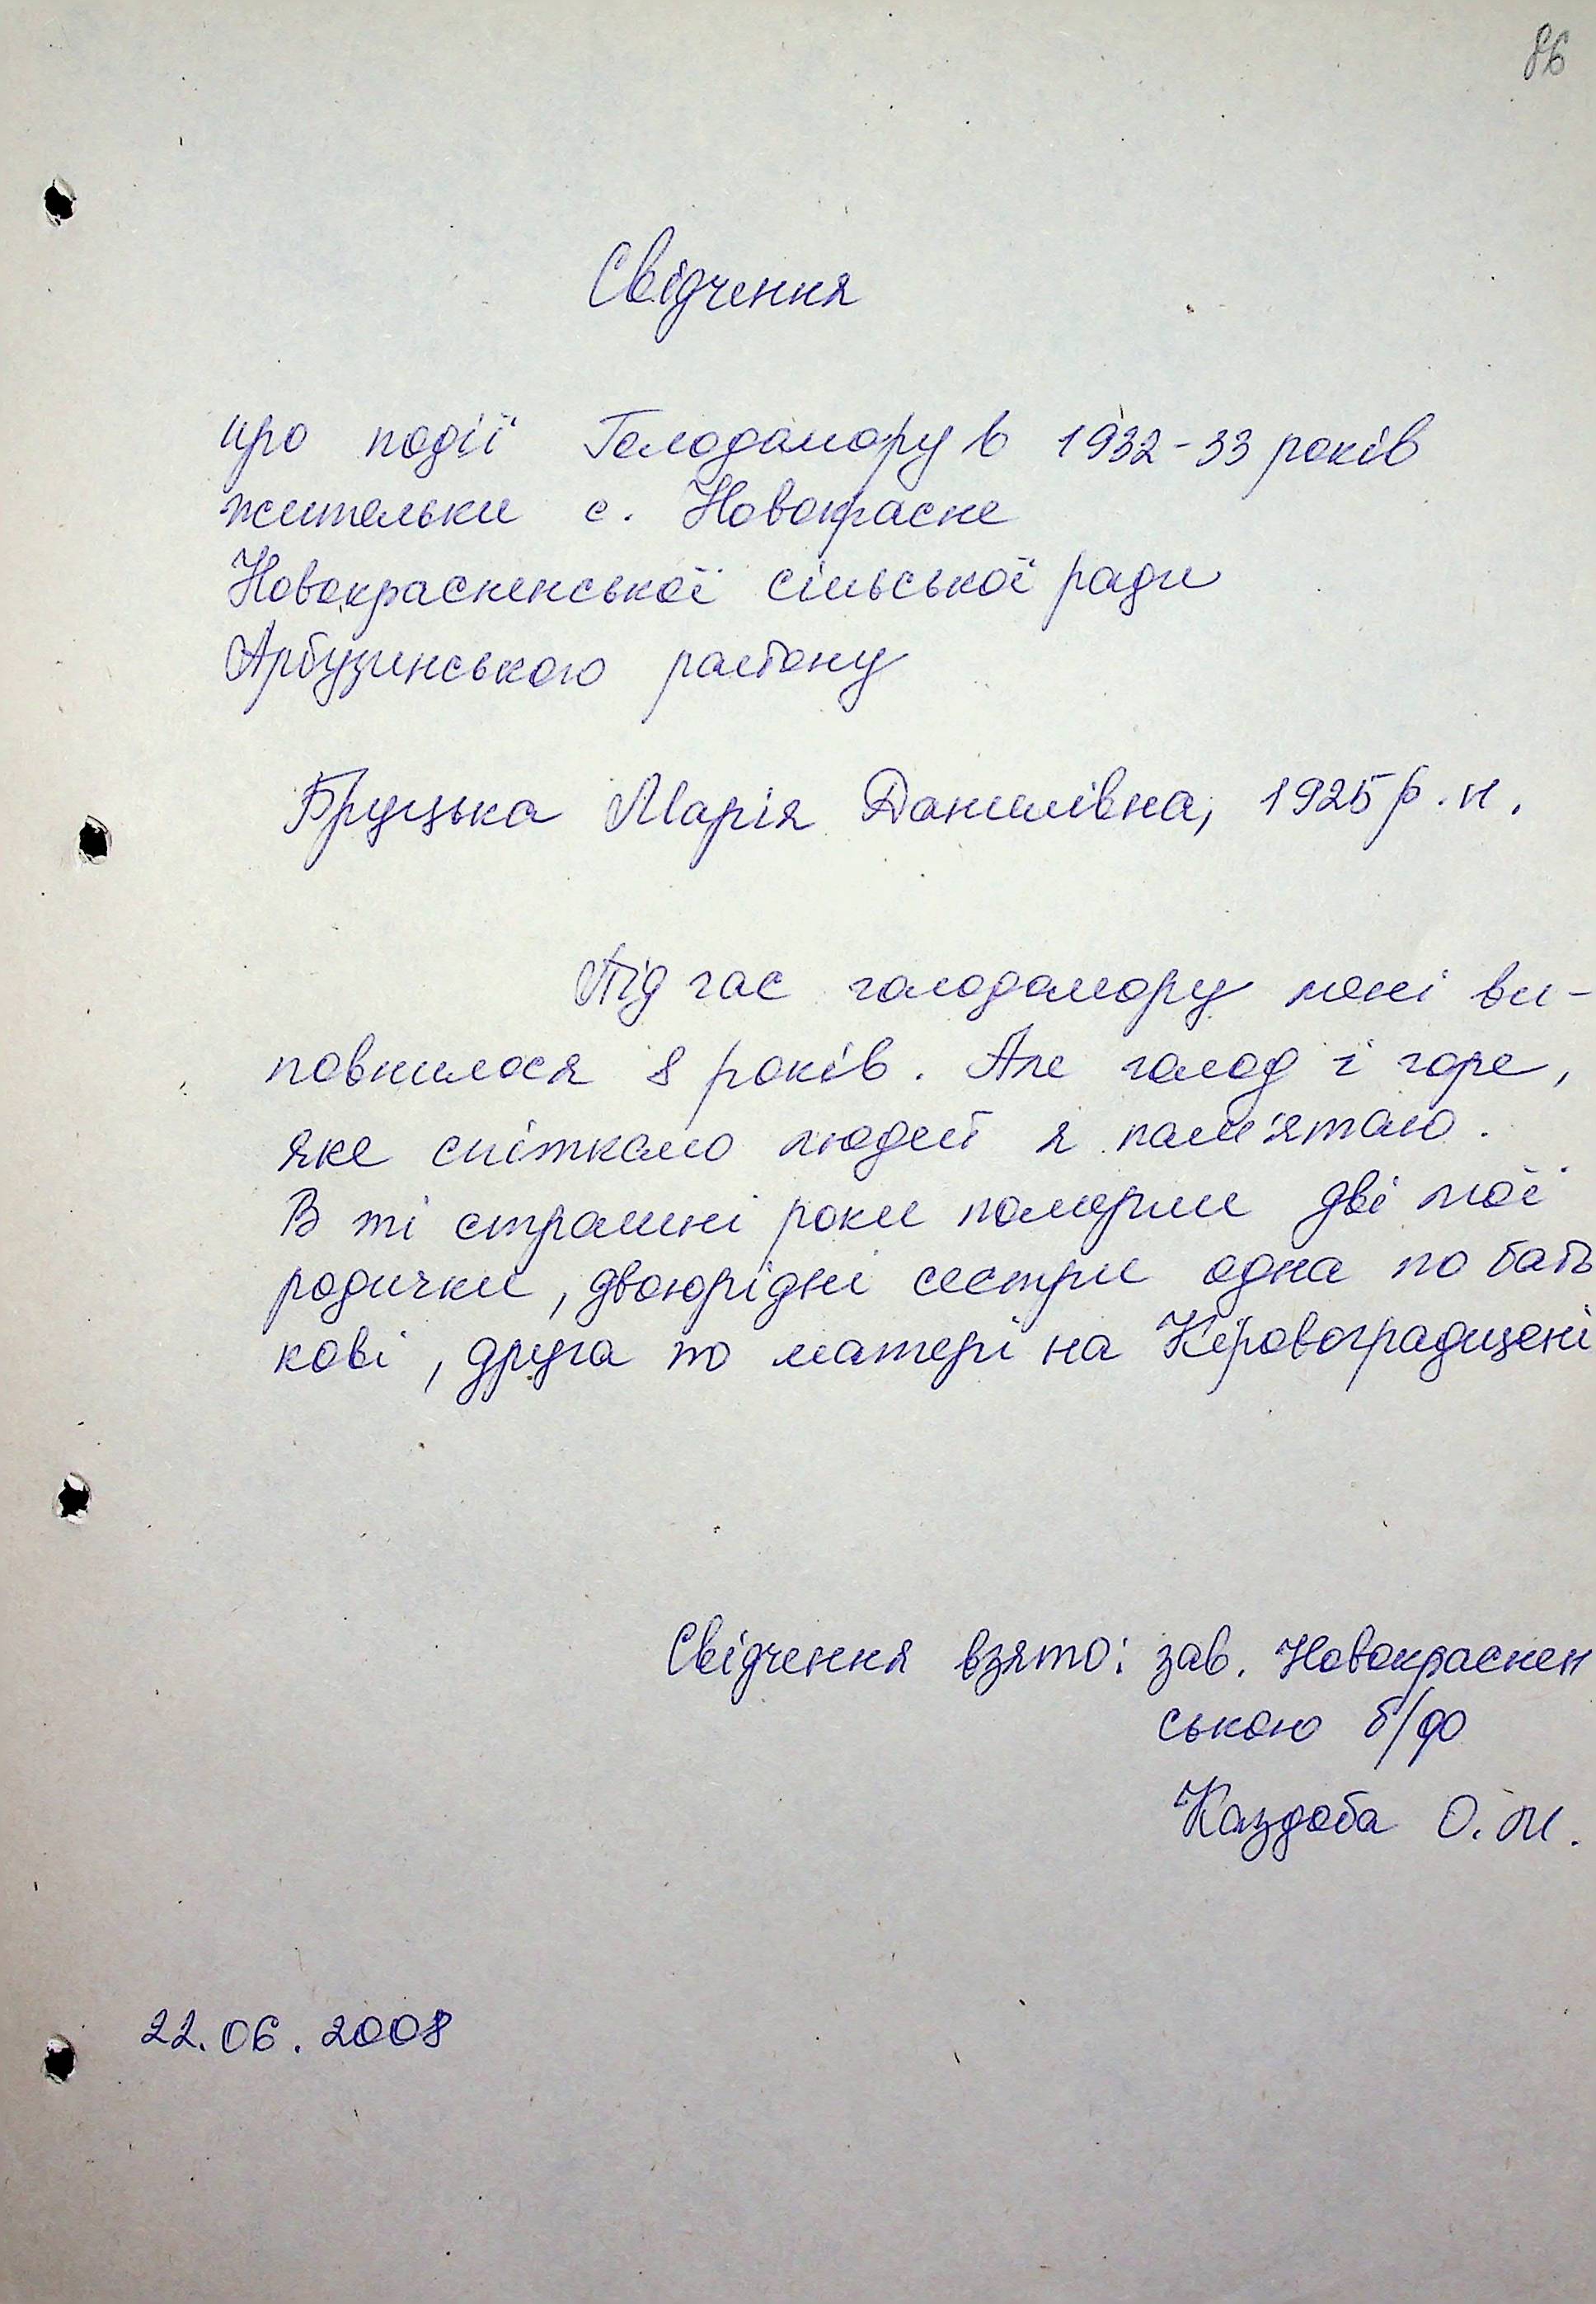 86
Свідчення
про події Голодомору в 1932-33 років
жительки с. Новокрасне
Новокрасненської сільської ради
Арбузинського району
Бруцька Марія Данилівна, 1925 р. н.
Під час голодомору мені ви-
повнилося 8 років. Але голод і горе,
яке спіткало людей я пам'ятаю.
В ті страшні роки померли дві мої
родички, двоюрідні сестри одна по бать
кові, друга по матері на Кіровоградщені
Свідчення взято: зав. Новокраснен
ською б/ф
Каздоба О. М.
22.06.2008